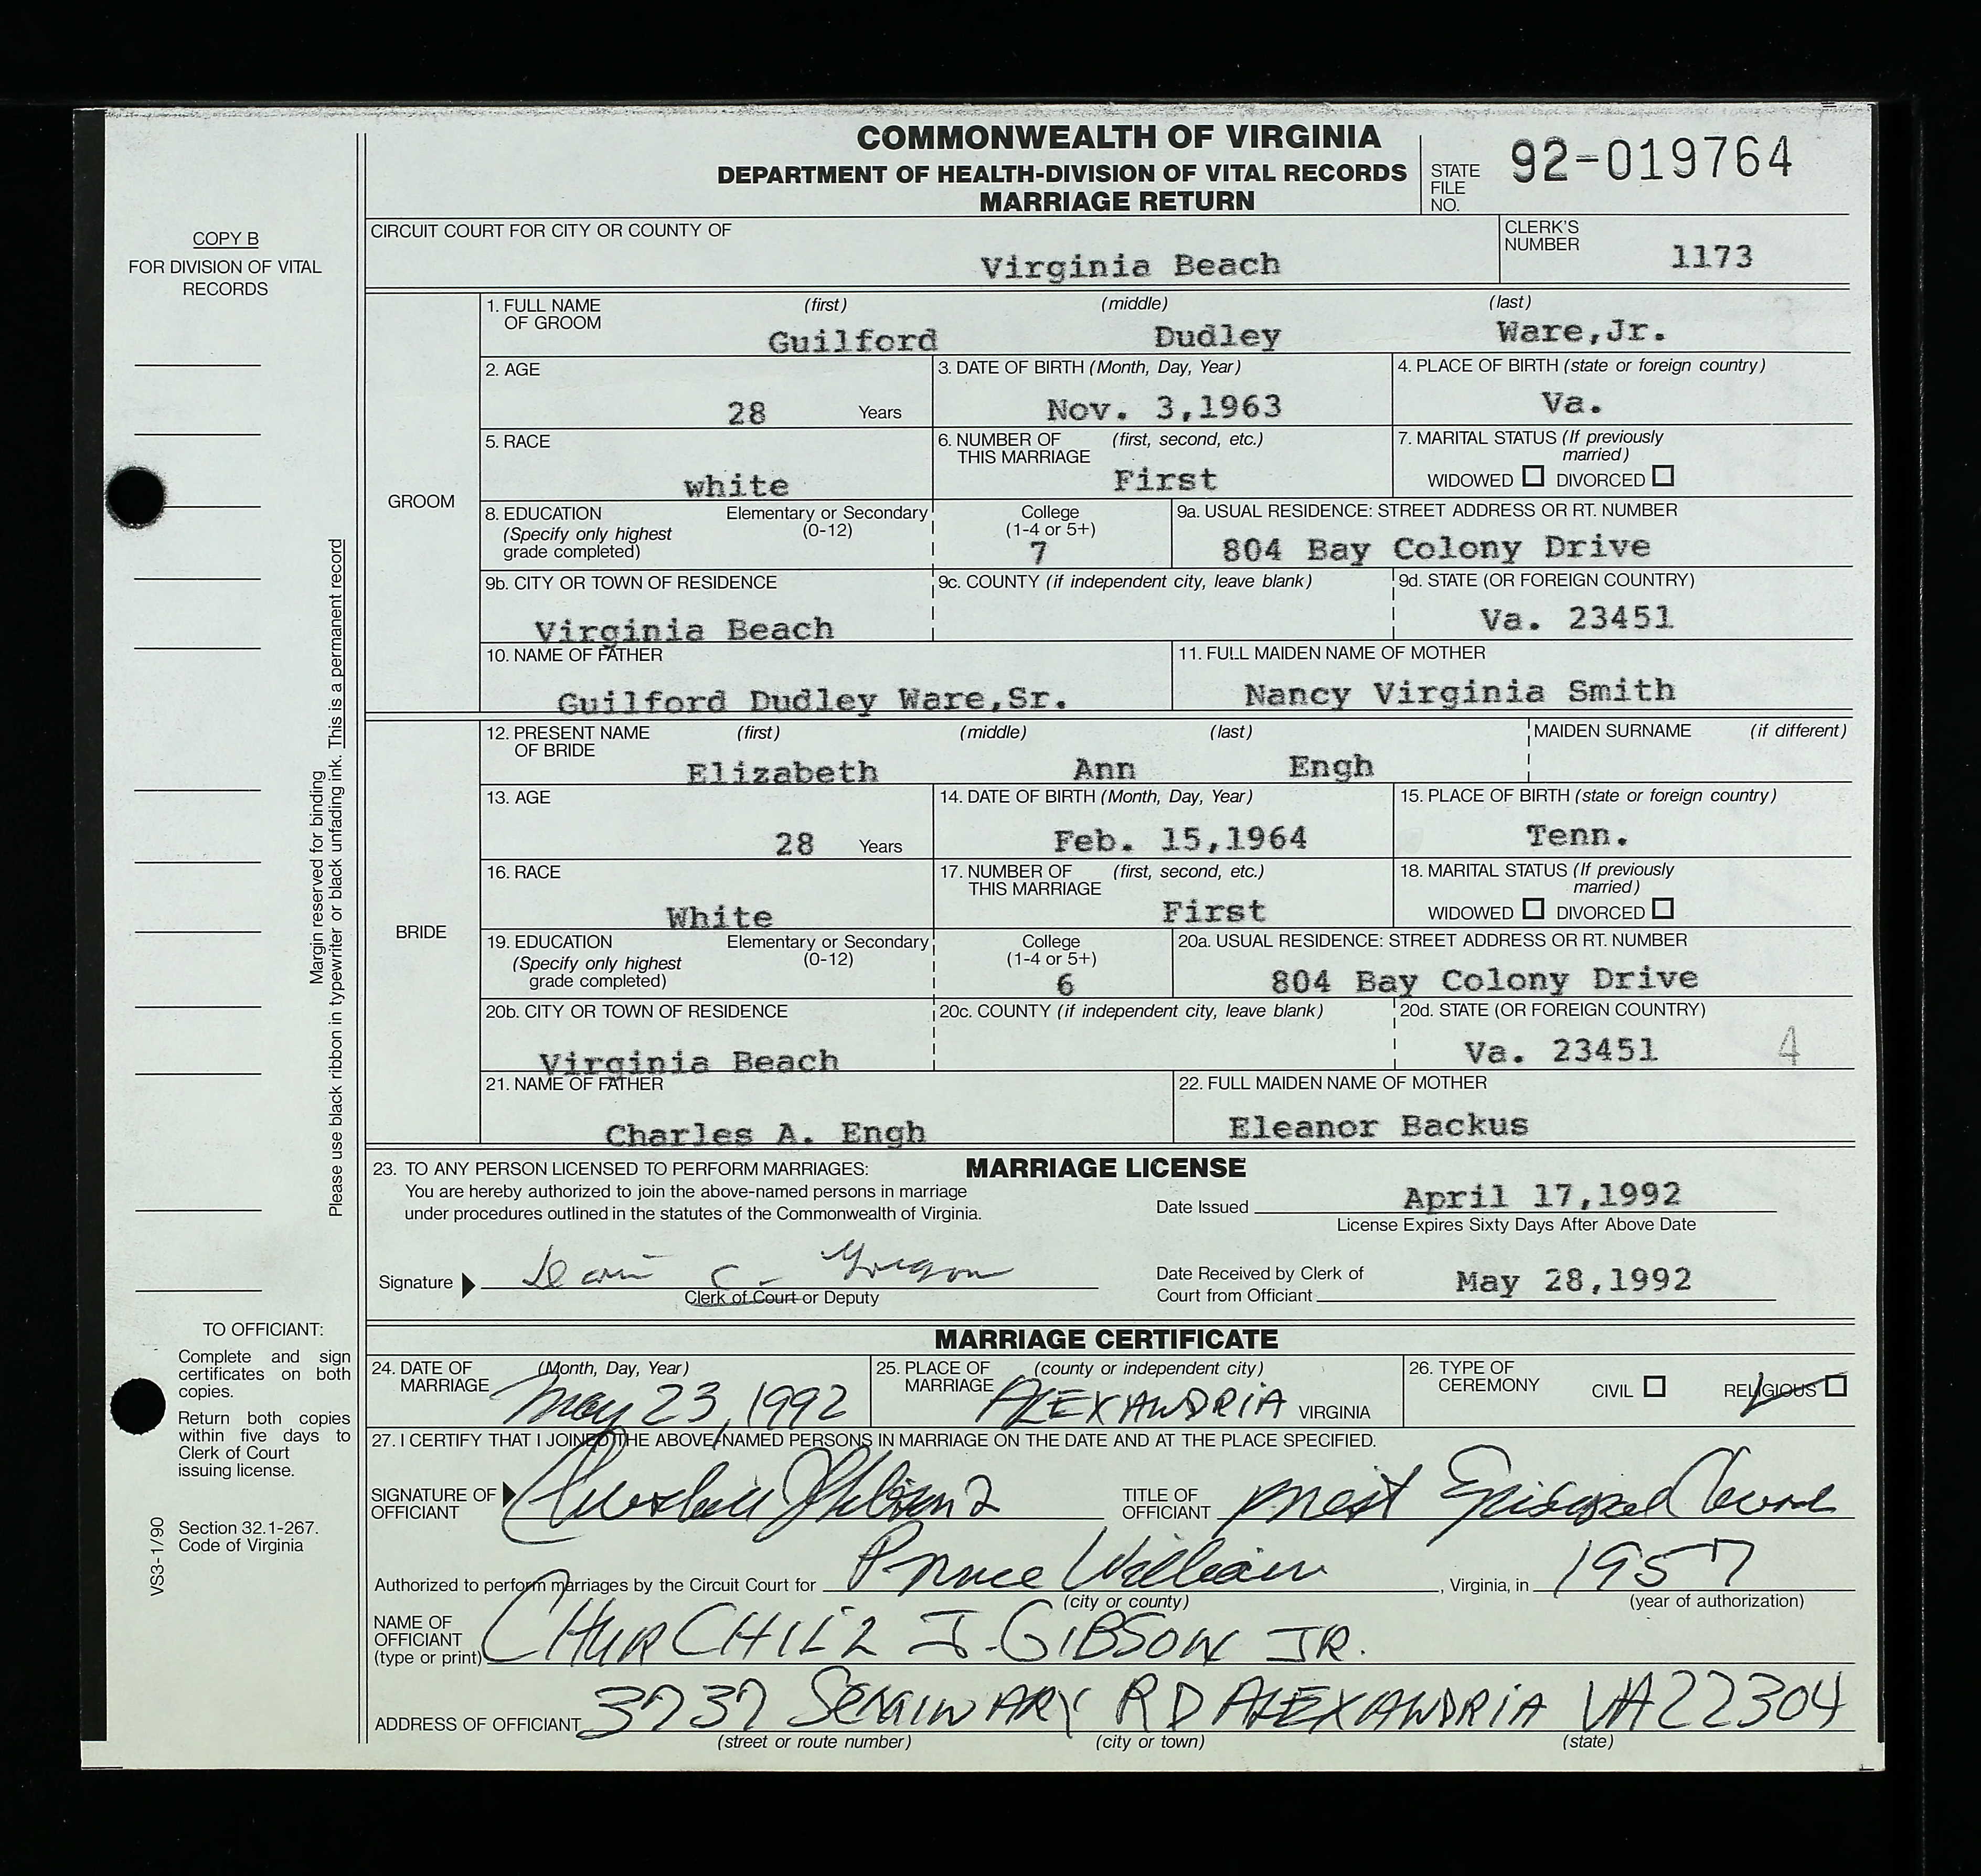 COMMONWEALTH OF VIRGINIA
DEPARTMENT OF HEALTH-DIVISION OF VITAL RECORDS
MARRIAGE RETURN
STATE FILE NO. 92-019764
COPY B
FOR DIVISION OF VITAL RECORDS
CIRCUIT COURT FOR CITY OR COUNTY OF Virginia Beach
CLERK'S NUMBER 1173
GROOM
1. FULL NAME OF GROOM (first) (middle) (last)
Guilford Dudley Ware,Jr.
2. AGE 28 Years
3. DATE OF BIRTH (Month, Day, Year) Nov. 3,1963
4. PLACE OF BIRTH (state or foreign country) Va.
5. RACE white
6. NUMBER OF THIS MARRIAGE (first, second, etc.) First
7. MARITAL STATUS (If previously married)
WIDOWED DIVORCED
8. EDUCATION (Specify only highest grade completed) Elementary or Secondary (0-12) College (1-4 or 5+) 7
9a. USUAL RESIDENCE: STREET ADDRESS OR RT. NUMBER 804 Bay Colony Drive
9b. CITY OR TOWN OF RESIDENCE Virginia Beach
9c. COUNTY (if independent city, leave blank)
9d. STATE (OR FOREIGN COUNTRY) Va. 23451
10. NAME OF FATHER Guilford Dudley Ware,Sr.
11. FULL MAIDEN NAME OF MOTHER Nancy Virginia Smith
BRIDE
12. PRESENT NAME OF BRIDE (first) (middle) (last) MAIDEN SURNAME (if different)
Elizabeth Ann Engh
13. AGE 28 Years
14. DATE OF BIRTH (Month, Day, Year) Feb. 15,1964
15. PLACE OF BIRTH (state or foreign country) Tenn.
16. RACE White
17. NUMBER OF THIS MARRIAGE (first, second, etc.) First
18. MARITAL STATUS (If previously married)
WIDOWED DIVORCED
19. EDUCATION (Specify only highest grade completed) Elementary or Secondary (0-12) College (1-4 or 5+) 6
20a. USUAL RESIDENCE: STREET ADDRESS OR RT. NUMBER 804 Bay Colony Drive
20b. CITY OR TOWN OF RESIDENCE Virginia Beach
20c. COUNTY (if independent city, leave blank)
20d. STATE (OR FOREIGN COUNTRY) Va. 23451 4
21. NAME OF FATHER Charles A. Engh
22. FULL MAIDEN NAME OF MOTHER Eleanor Backus
Margin reserved for binding
Please use black ribbon in typewriter or black unfading ink. This is a permanent record
23. TO ANY PERSON LICENSED TO PERFORM MARRIAGES: MARRIAGE LICENSE
You are hereby authorized to join the above-named persons in marriage
under procedures outlined in the statutes of the Commonwealth of Virginia.
Date Issued April 17,1992
License Expires Sixty Days After Above Date
Signature
Clerk of Court or Deputy
Date Received by Clerk of Court from Officiant May 28,1992
MARRIAGE CERTIFICATE
24. DATE OF MARRIAGE (Month, Day, Year) May 23, 1992
25. PLACE OF MARRIAGE (county or independent city) ALEXANDRIA VIRGINIA
26. TYPE OF CEREMONY CIVIL RELIGIOUS
27. I CERTIFY THAT I JOINED THE ABOVE-NAMED PERSONS IN MARRIAGE ON THE DATE AND AT THE PLACE SPECIFIED.
SIGNATURE OF OFFICIANT
TITLE OF OFFICIANT Priest Episcopal Church
Authorized to perform marriages by the Circuit Court for Prince William, Virginia, in 1957
(city or county) (year of authorization)
NAME OF OFFICIANT (type or print) CHURCHILL J. GIBSON JR.
ADDRESS OF OFFICIANT 3737 SEMINARY RD ALEXANDRIA VA 22304
(street or route number) (city or town) (state)
TO OFFICIANT:
Complete and sign
certificates on both
copies.
Return both copies
within five days to
Clerk of Court
issuing license.
Section 32.1-267.
Code of Virginia
VS3-1/90